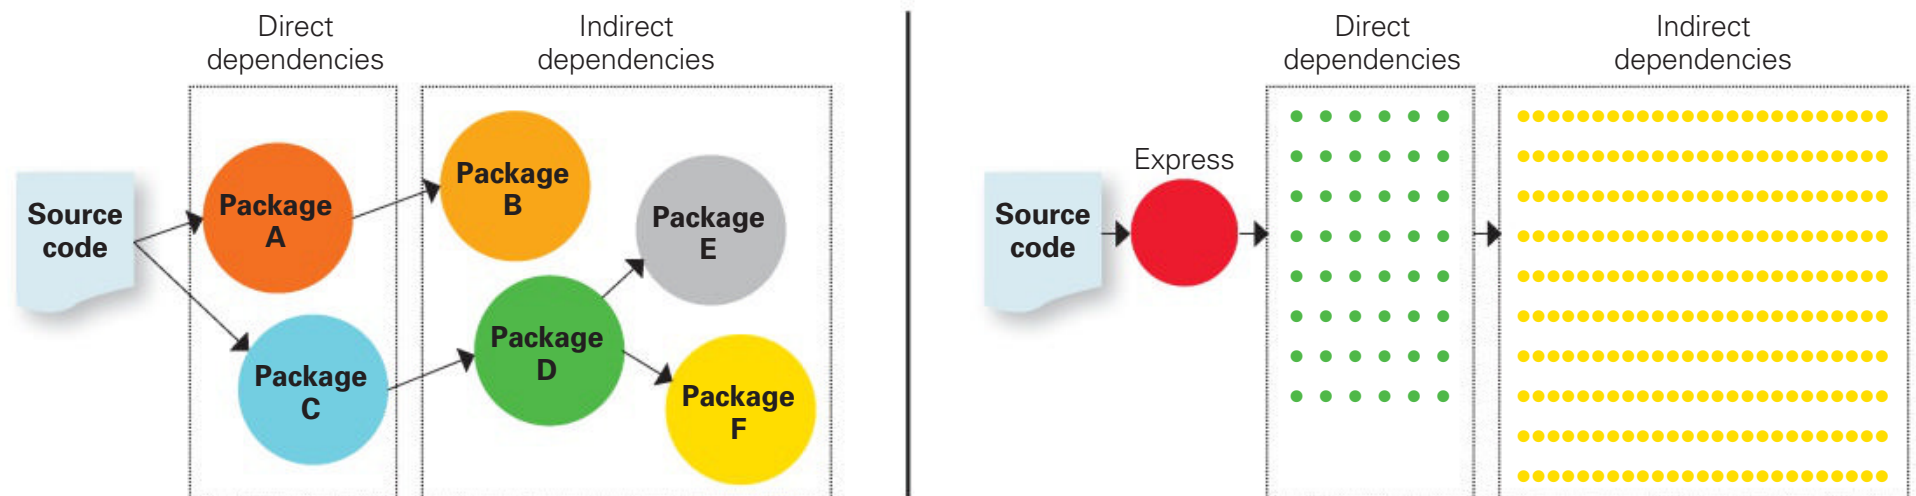 Direct
dependencies
Indirect
dependencies
Source
code
Package
A
Package
B
Package
C
Package
D
Package
E
Package
F
Direct
dependencies
Indirect
dependencies
Source
code
Express